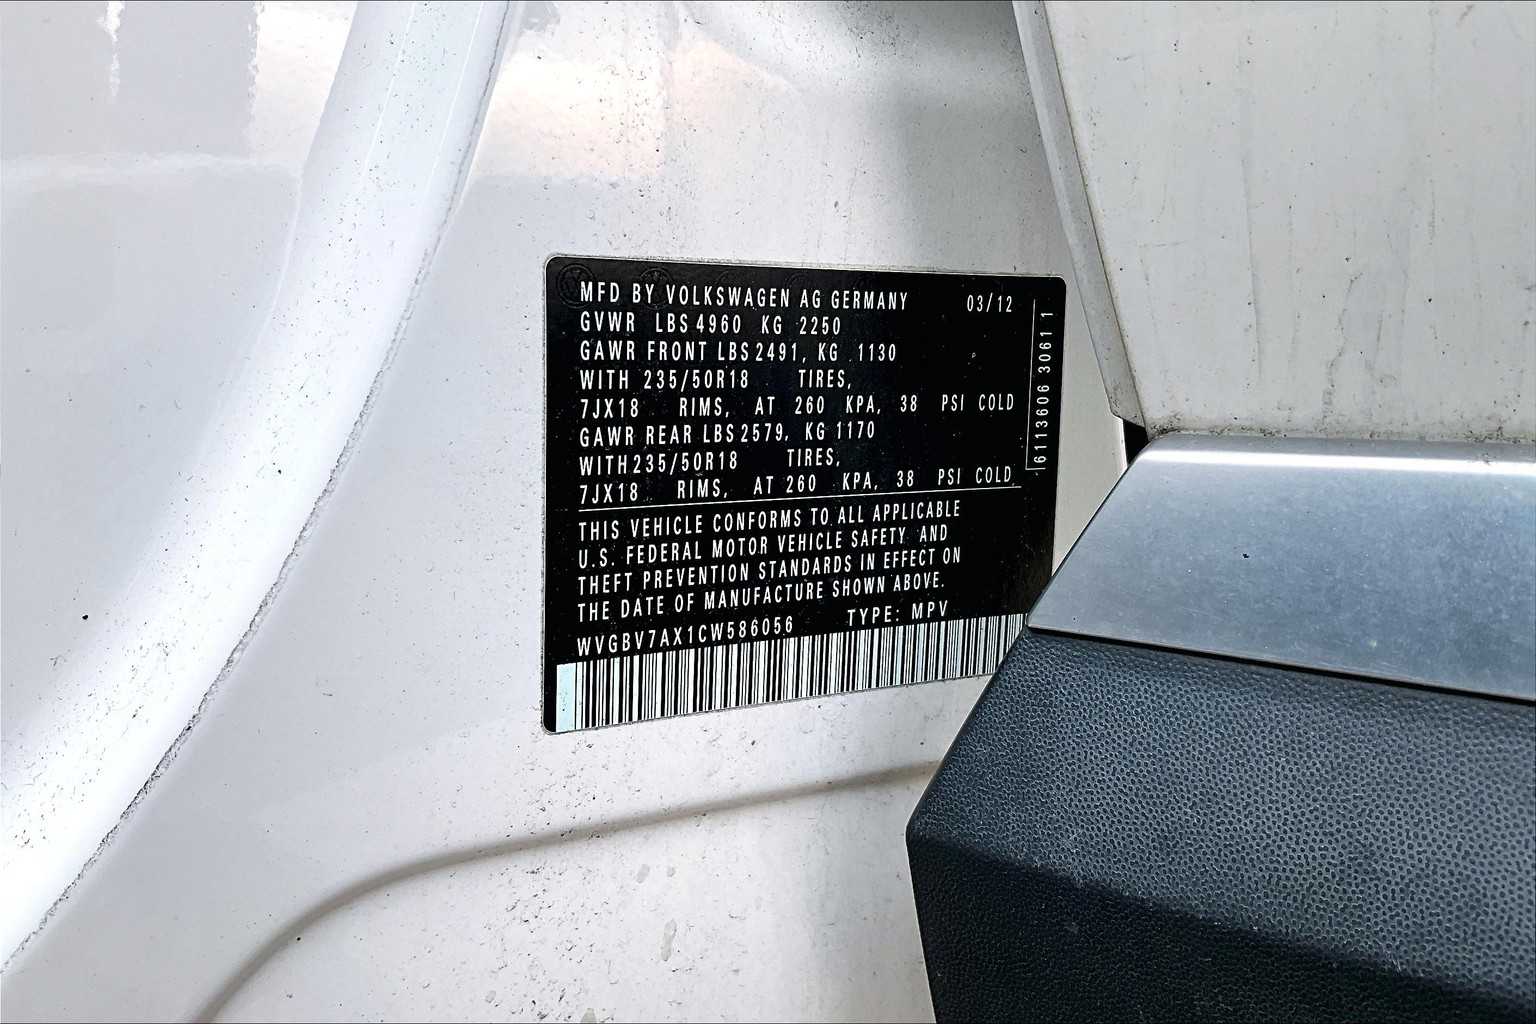 MFD BY VOLKSWAGEN AG GERMANY 03/12
GVWR LBS 4960 KG 2250
GAWR FRONT LBS 2491, KG 1130
WITH 235/50R18 TIRES,
7JX18 RIMS, AT 260 KPA, 38 PSI COLD
GAWR REAR LBS 2579, KG 1170
WITH 235/50R18 TIRES,
7JX18 RIMS, AT 260 KPA, 38 PSI COLD.
THIS VEHICLE CONFORMS TO ALL APPLICABLE
U.S. FEDERAL MOTOR VEHICLE SAFETY AND
THEFT PREVENTION STANDARDS IN EFFECT ON
THE DATE OF MANUFACTURE SHOWN ABOVE.
WVGBV7AX1CW586056 TYPE: MPV
6113606 3061 1